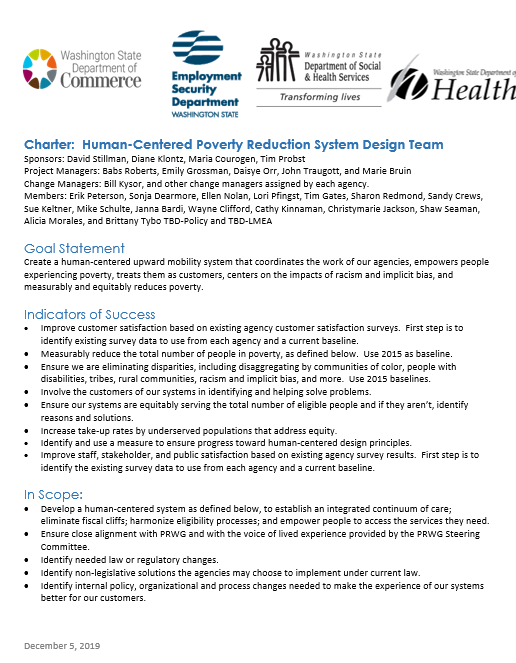 Washington State
Department of
Commerce
Employment
Security
Department
WASHINGTON STATE
Washington State
Department of Social
& Health Services
Transforming lives
Washington State Department of
Health
Charter:  Human-Centered Poverty Reduction System Design Team
Sponsors: David Stillman, Diane Klontz, Maria Courogen, Tim Probst
Project Managers: Babs Roberts, Emily Grossman, Daisye Orr, John Traugott, and Marie Bruin
Change Managers: Bill Kysor, and other change managers assigned by each agency.
Members: Erik Peterson, Sonja Dearmore, Ellen Nolan, Lori Pfingst, Tim Gates, Sharon Redmond, Sandy Crews,
Sue Keltner, Mike Schulte, Janna Bardi, Wayne Clifford, Cathy Kinnaman, Christymarie Jackson, Shaw Seaman,
Alicia Morales, and Brittany Tybo TBD-Policy and TBD-LMEA
Goal Statement
Create a human-centered upward mobility system that coordinates the work of our agencies, empowers people
experiencing poverty, treats them as customers, centers on the impacts of racism and implicit bias, and
measurably and equitably reduces poverty.
Indicators of Success
• Improve customer satisfaction based on existing agency customer satisfaction surveys.  First step is to
identify existing survey data to use from each agency and a current baseline.
• Measurably reduce the total number of people in poverty, as defined below.  Use 2015 as baseline.
• Ensure we are eliminating disparities, including disaggregating by communities of color, people with
disabilities, tribes, rural communities, racism and implicit bias, and more.  Use 2015 baselines.
• Involve the customers of our systems in identifying and helping solve problems.
• Ensure our systems are equitably serving the total number of eligible people and if they aren't, identify
reasons and solutions.
• Increase take-up rates by underserved populations that address equity.
• Identify and use a measure to ensure progress toward human-centered design principles.
• Improve staff, stakeholder, and public satisfaction based on existing agency survey results.  First step is to
identify the existing survey data to use from each agency and a current baseline.
In Scope:
• Develop a human-centered system as defined below, to establish an integrated continuum of care;
eliminate fiscal cliffs; harmonize eligibility processes; and empower people to access the services they need.
• Ensure close alignment with PRWG and with the voice of lived experience provided by the PRWG Steering
Committee.
• Identify needed law or regulatory changes.
• Identify non-legislative solutions the agencies may choose to implement under current law.
• Identify internal policy, organizational and process changes needed to make the experience of our systems
better for our customers.
December 5, 2019